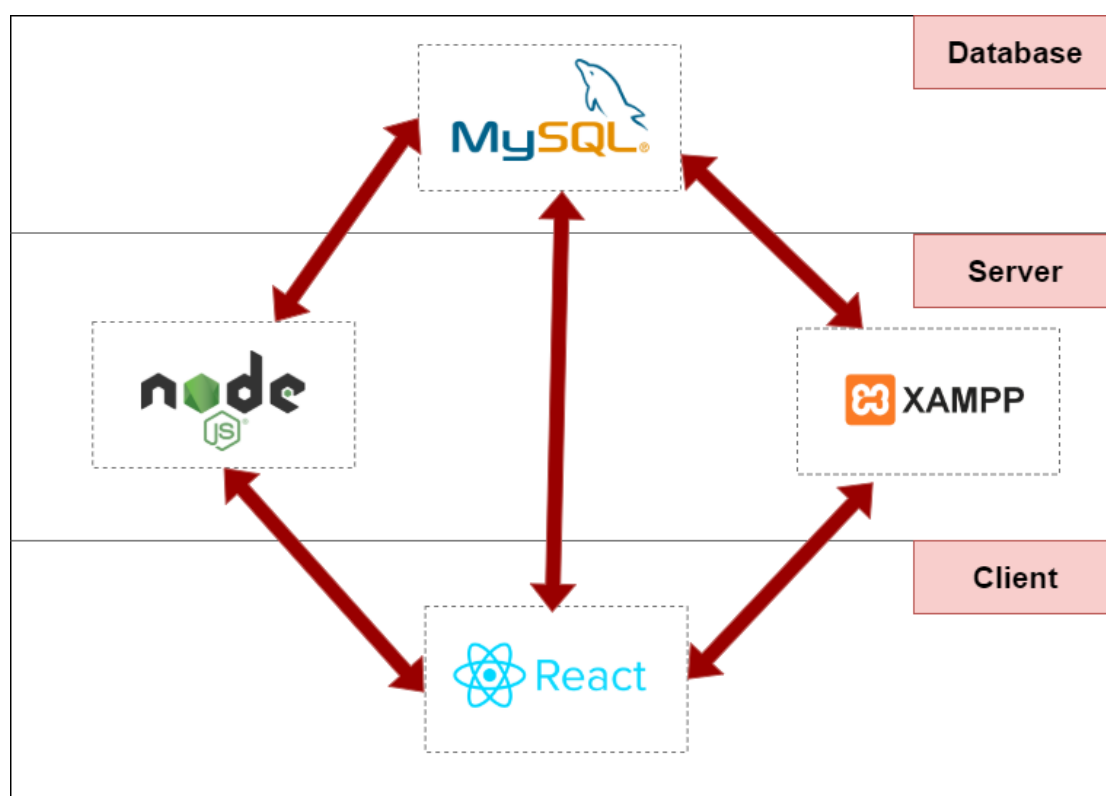 Database
MySQL®
Server
node
JS®
XAMPP
Client
React